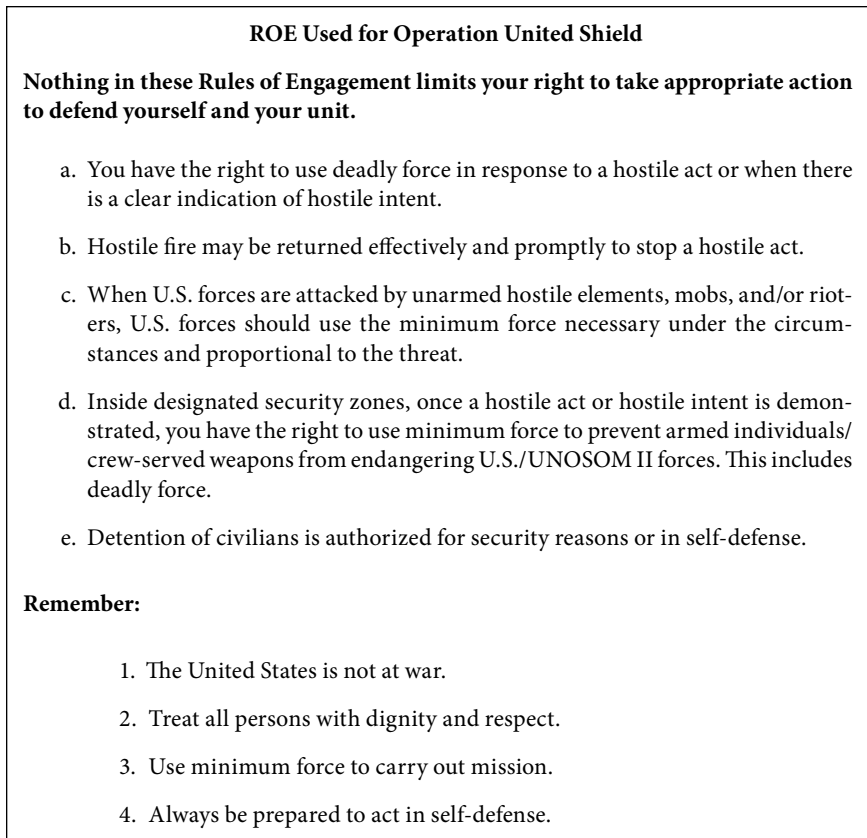 ROE Used for Operation United Shield
Nothing in these Rules of Engagement limits your right to take appropriate action
to defend yourself and your unit.
a. You have the right to use deadly force in response to a hostile act or when there
is a clear indication of hostile intent.
b. Hostile fire may be returned effectively and promptly to stop a hostile act.
c. When U.S. forces are attacked by unarmed hostile elements, mobs, and/or riot-
ers, U.S. forces should use the minimum force necessary under the circum-
stances and proportional to the threat.
d. Inside designated security zones, once a hostile act or hostile intent is demon-
strated, you have the right to use minimum force to prevent armed individuals/
crew-served weapons from endangering U.S./UNOSOM II forces. This includes
deadly force.
e. Detention of civilians is authorized for security reasons or in self-defense.
Remember:
1. The United States is not at war.
2. Treat all persons with dignity and respect.
3. Use minimum force to carry out mission.
4. Always be prepared to act in self-defense.